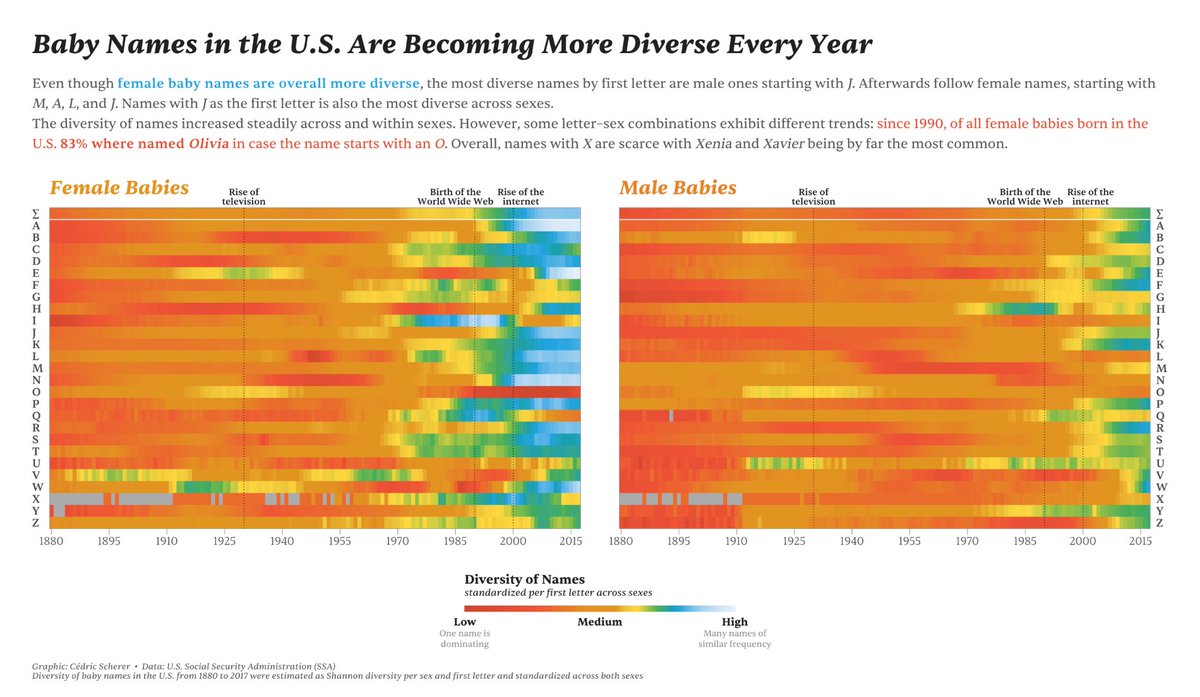 Baby Names in the U.S. Are Becoming More Diverse Every Year
Even though female baby names are overall more diverse, the most diverse names by first letter are male ones starting with J. Afterwards follow female names, starting with
M, A, L, and J. Names with J as the first letter is also the most diverse across sexes.
The diversity of names increased steadily across and within sexes. However, some letter–sex combinations exhibit different trends: since 1990, of all female babies born in the
U.S. 83% where named Olivia in case the name starts with an O. Overall, names with X are scarce with Xenia and Xavier being by far the most common.
Female Babies
Rise of
television
Birth of the
World Wide Web
Rise of the
internet
Σ
A
B
C
D
E
F
G
H
I
J
K
L
M
N
O
P
Q
R
S
T
U
V
W
X
Y
Z
1880 1895 1910 1925 1940 1955 1970 1985 2000 2015
Male Babies
Rise of
television
Birth of the
World Wide Web
Rise of the
internet
Σ
A
B
C
D
E
F
G
H
I
J
K
L
M
N
O
P
Q
R
S
T
U
V
W
X
Y
Z
1880 1895 1910 1925 1940 1955 1970 1985 2000 2015
Diversity of Names
standardized per first letter across sexes
Low Medium High
One name is
dominating
Many names of
similar frequency
Graphic: Cédric Scherer • Data: U.S. Social Security Administration (SSA)
Diversity of baby names in the U.S. from 1880 to 2017 were estimated as Shannon diversity per sex and first letter and standardized across both sexes